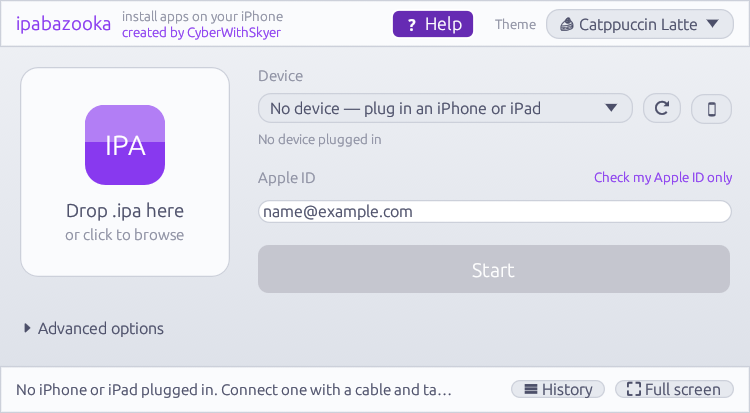 ipabazooka
install apps on your iPhone
created by CyberWithSkyer
? Help
Theme
Catppuccin Latte
Device
No device — plug in an iPhone or iPad
No device plugged in
IPA
Drop .ipa here
or click to browse
Apple ID
Check my Apple ID only
name@example.com
Start
Advanced options
No iPhone or iPad plugged in. Connect one with a cable and ta…
History
Full screen